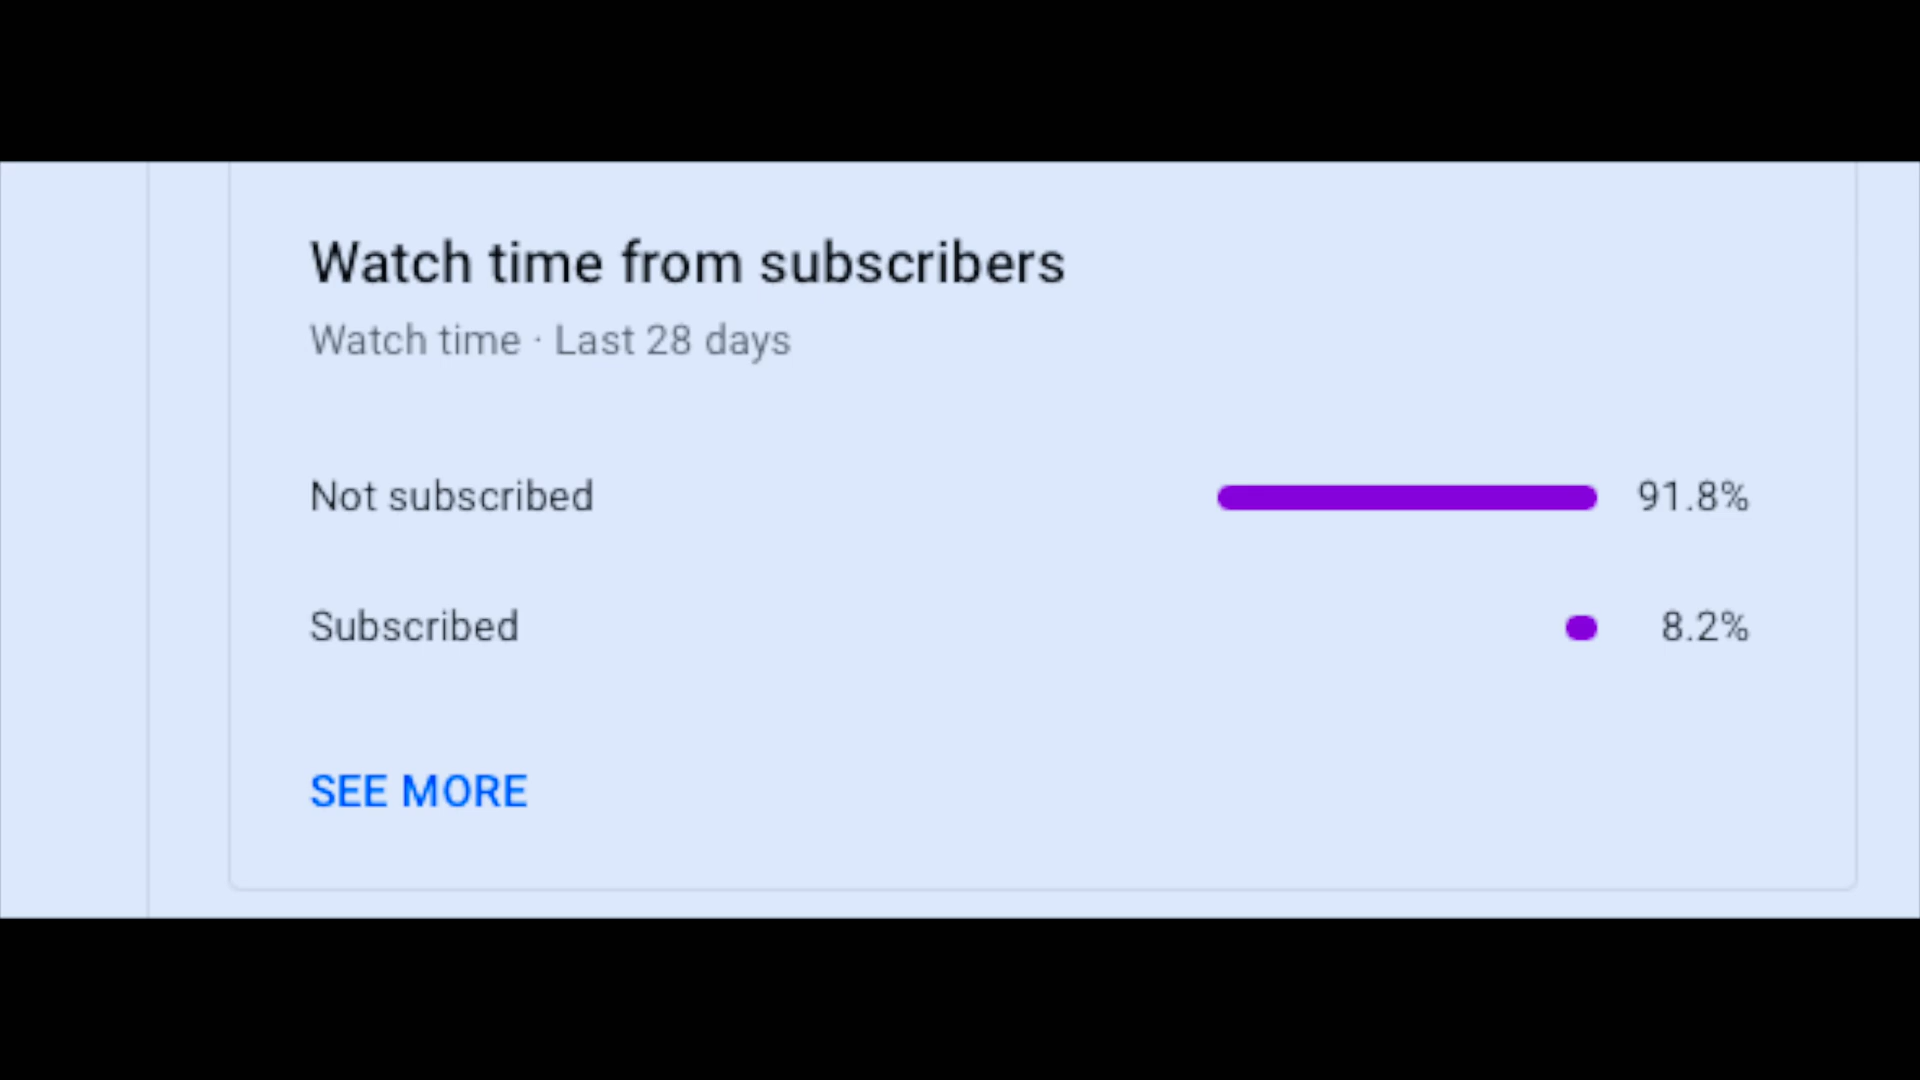 Watch time from subscribers
Watch time · Last 28 days
Not subscribed 91.8%
Subscribed 8.2%
SEE MORE